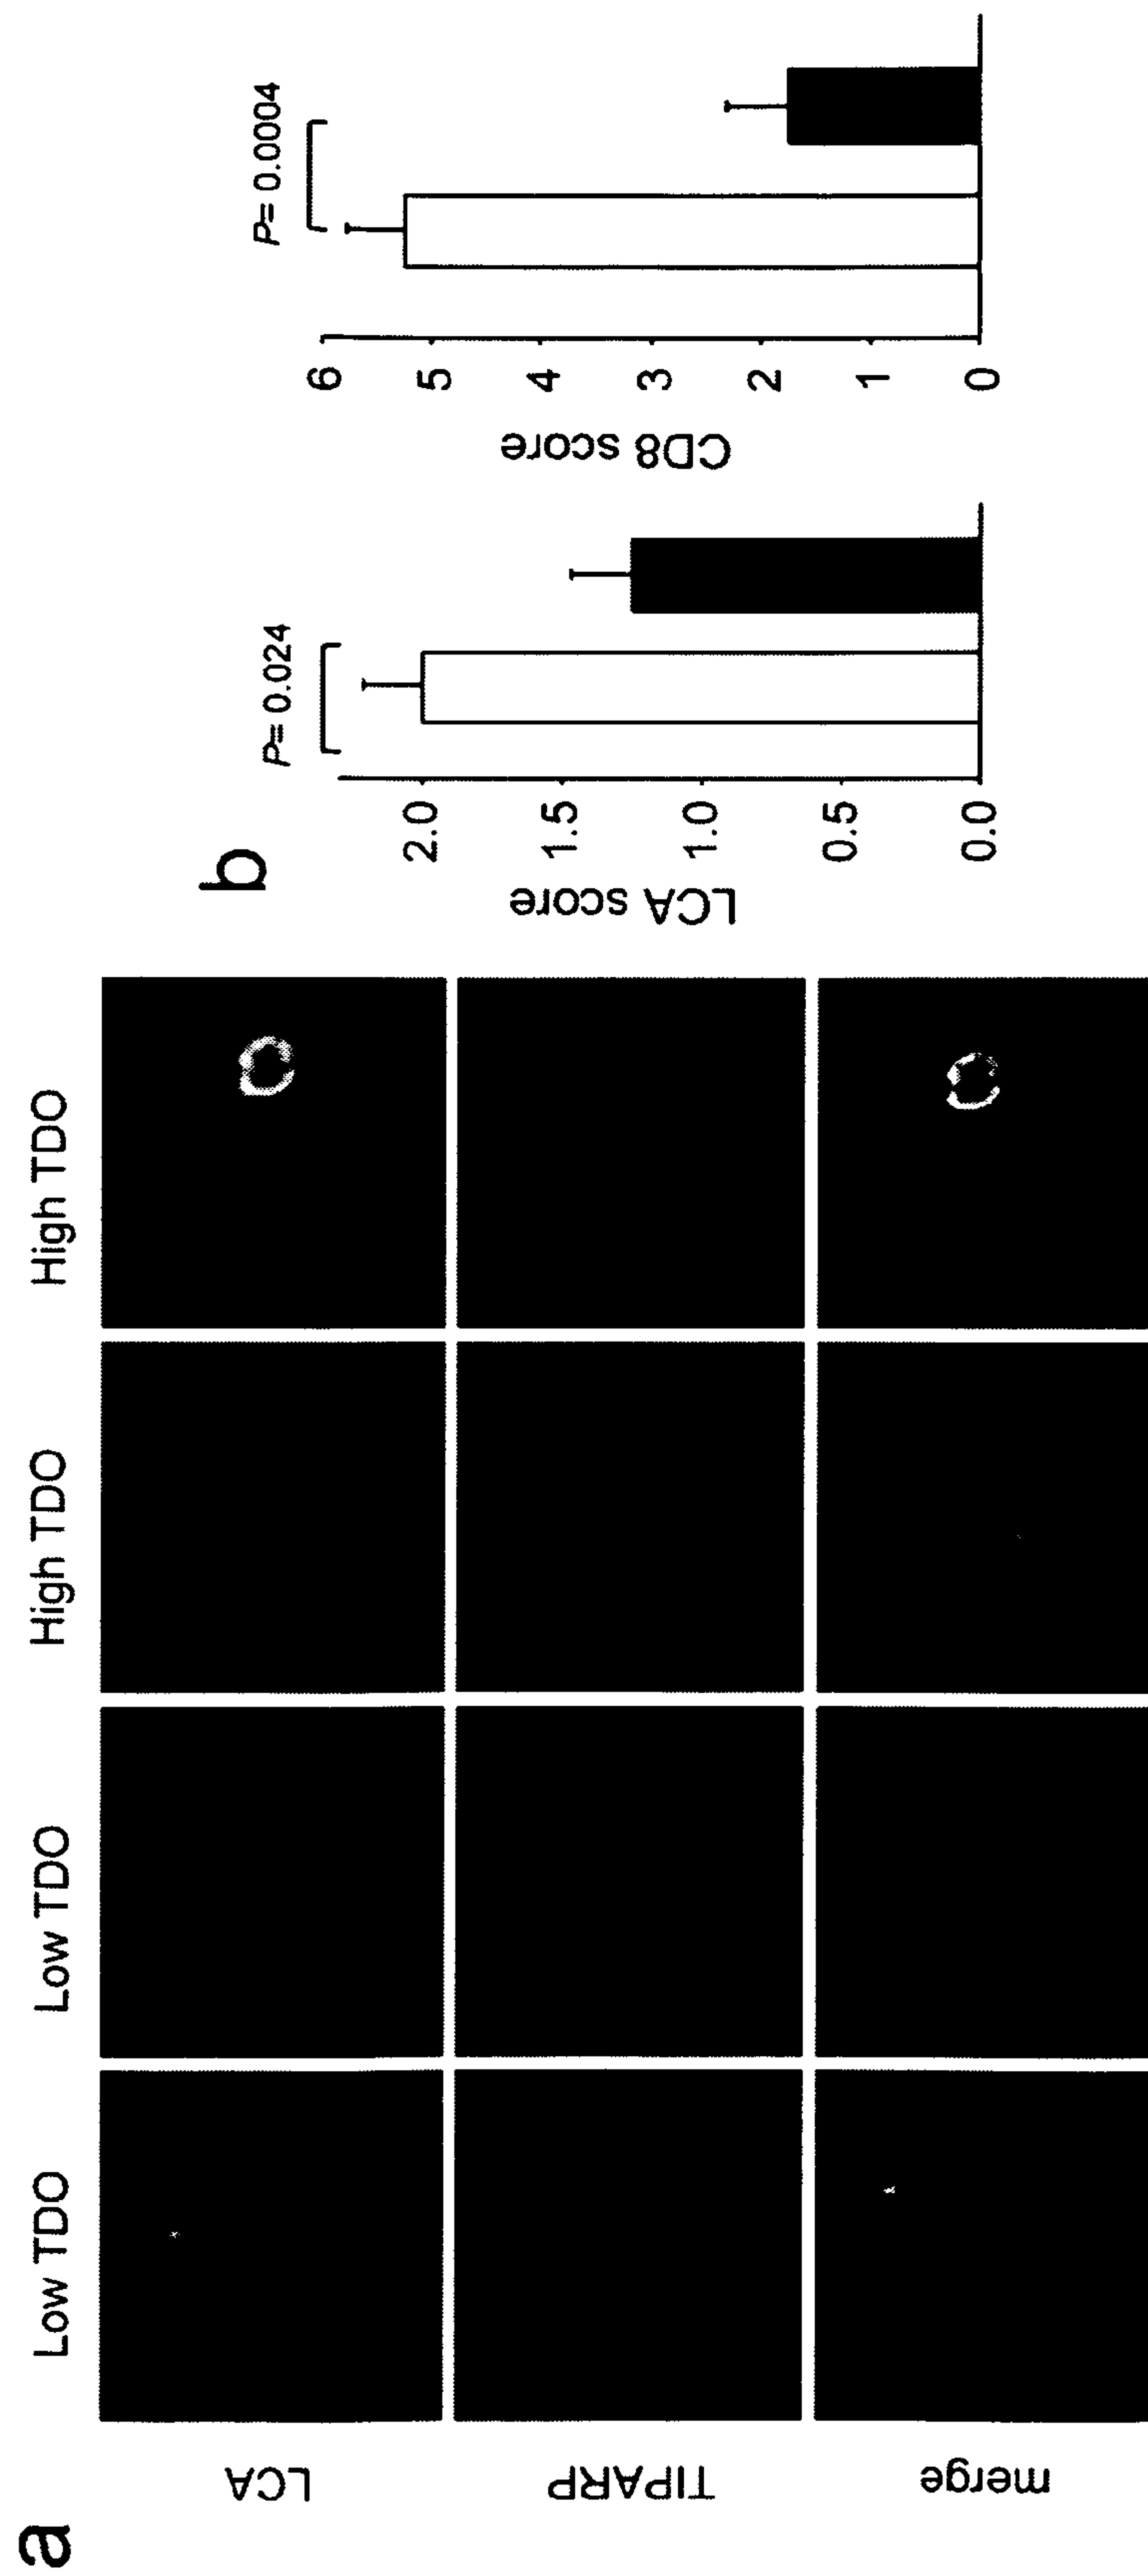 a
Low TDO
Low TDO
High TDO
High TDO
LCA
TIPARP
merge
b
LCA score
2.0
1.5
1.0
0.5
0.0
P= 0.024
CD8 score
6
5
4
3
2
1
0
P= 0.0004